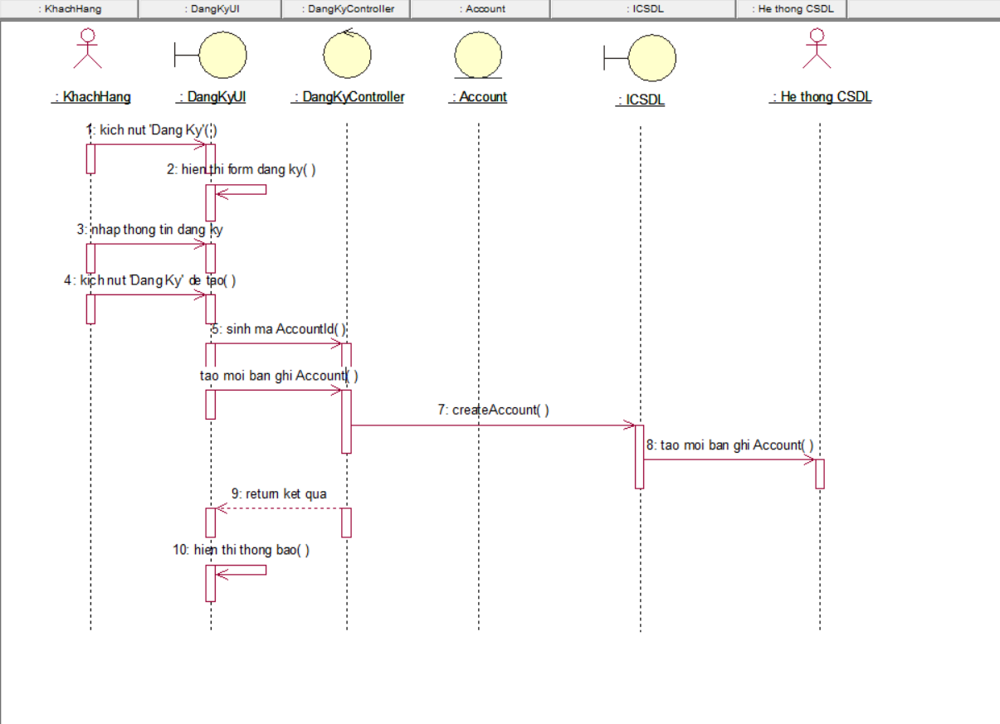 : KhachHang
: DangKyUI
: DangKyController
: Account
: ICSDL
: He thong CSDL
: KhachHang
: DangKyUI
: DangKyController
: Account
: ICSDL
: He thong CSDL
1: kich nut 'Dang Ky'( )
2: hien thi form dang ky( )
3: nhap thong tin dang ky
4: kich nut 'Dang Ky' de tao( )
5: sinh ma AccountId( )
tao moi ban ghi Account( )
7: createAccount( )
8: tao moi ban ghi Account( )
9: return ket qua
10: hien thi thong bao( )